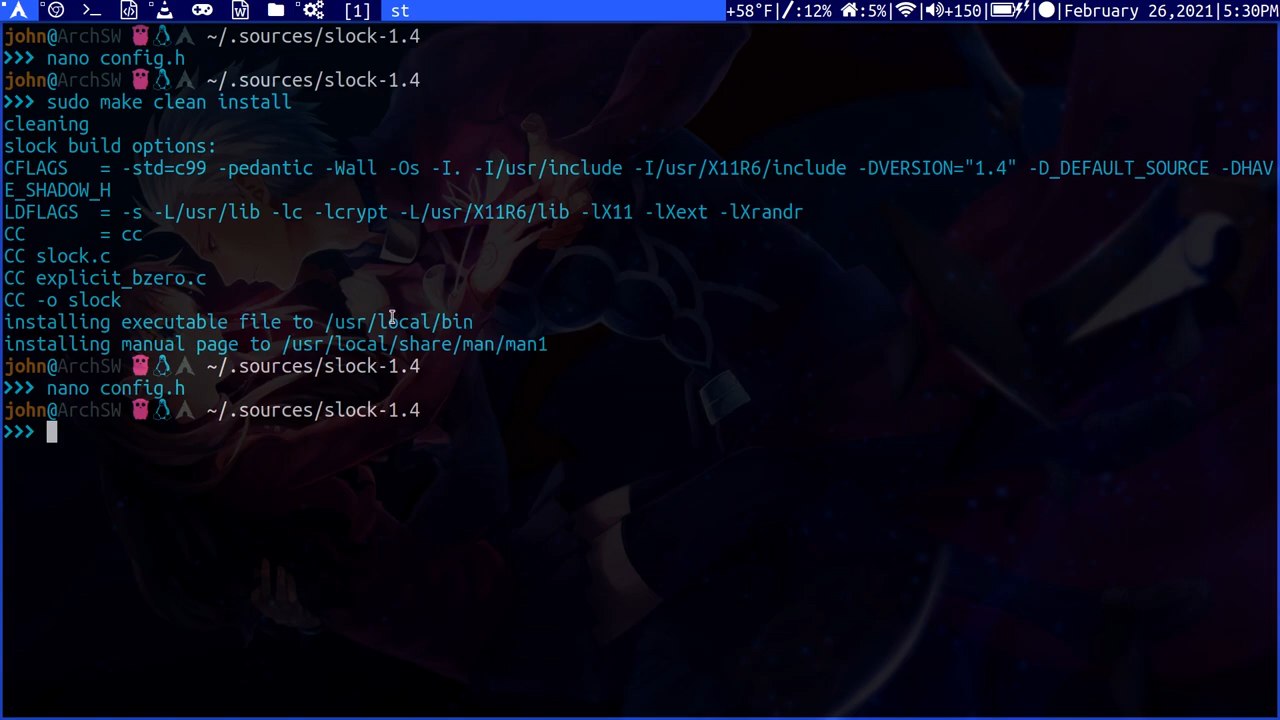 [1] st +58°F|/:12% :5%| | +150| | |February 26,2021|5:30PM
john@ArchSW ~/.sources/slock-1.4
>>> nano config.h
john@ArchSW ~/.sources/slock-1.4
>>> sudo make clean install
cleaning
slock build options:
CFLAGS   = -std=c99 -pedantic -Wall -Os -I. -I/usr/include -I/usr/X11R6/include -DVERSION="1.4" -D_DEFAULT_SOURCE -DHAV
E_SHADOW_H
LDFLAGS  = -s -L/usr/lib -lc -lcrypt -L/usr/X11R6/lib -lX11 -lXext -lXrandr
CC       = cc
CC slock.c
CC explicit_bzero.c
CC -o slock
installing executable file to /usr/local/bin
installing manual page to /usr/local/share/man/man1
john@ArchSW ~/.sources/slock-1.4
>>> nano config.h
john@ArchSW ~/.sources/slock-1.4
>>>